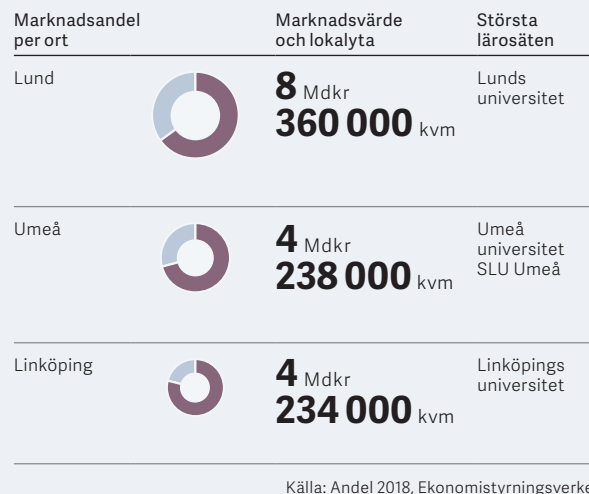 Marknadsandel
per ort
Marknadsvärde
och lokalyta
Största
lärosäten
Lund
8 Mdkr
360 000 kvm
Lunds
universitet
Umeå
4 Mdkr
238 000 kvm
Umeå
universitet
SLU Umeå
Linköping
4 Mdkr
234 000 kvm
Linköpings
universitet
Källa: Andel 2018, Ekonomistyrningsverke